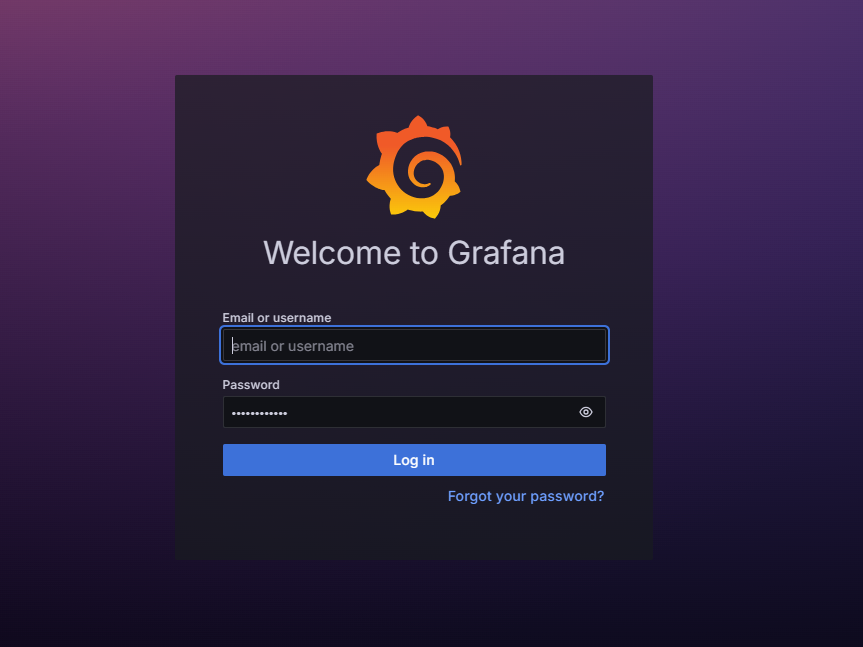 Welcome to Grafana
Email or username
email or username
Password
••••••••••••
Log in
Forgot your password?